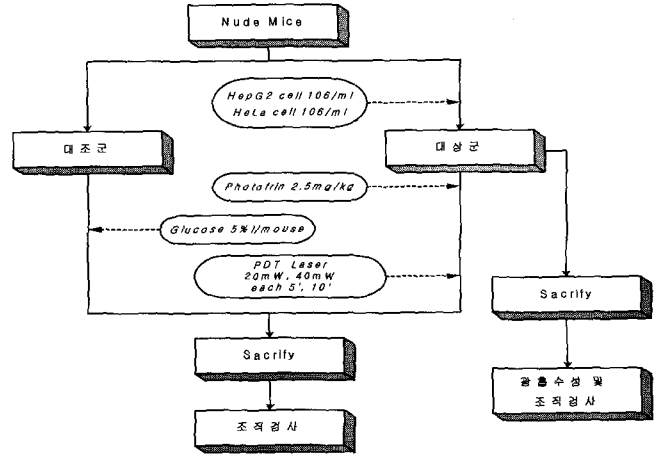 Nude Mice
HepG2 cell 106/ml
HeLa cell 106/ml
대조군
대상군
Photofrin 2.5mg/kg
Glucose 5%l/mouse
PDT Laser
20mW, 40mW
each 5', 10'
Sacrify
Sacrify
광흡수성 및
조직검사
조직검사